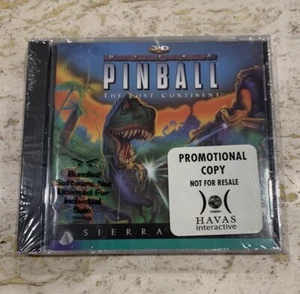 3D
PINBALL
THE LOST CONTINENT
Bundled
Software Not
Licensed For
Individual
Sale
PROMOTIONAL
COPY
NOT FOR RESALE
HAVAS
Interactive
SIERRA